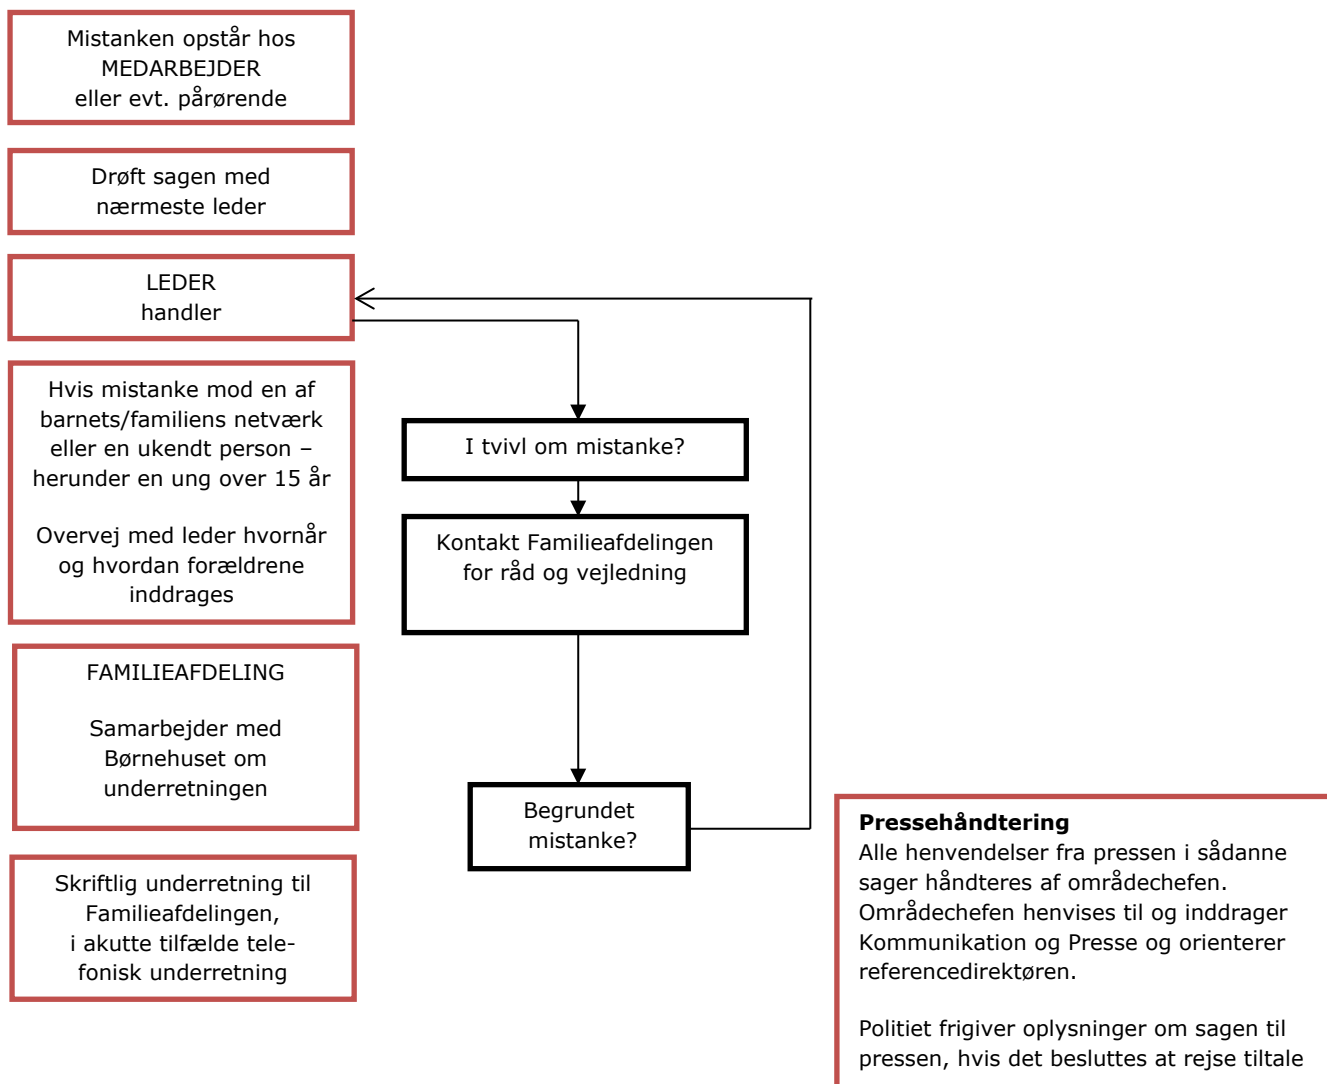 Mistanken opstår hos
MEDARBEJDER
eller evt. pårørende
Drøft sagen med
nærmeste leder
LEDER
handler
Hvis mistanke mod en af
barnets/familiens netværk
eller en ukendt person –
herunder en ung over 15 år
Overvej med leder hvornår
og hvordan forældrene
inddrages
I tvivl om mistanke?
Kontakt Familieafdelingen
for råd og vejledning
FAMILIEAFDELING
Samarbejder med
Børnehuset om
underretningen
Begrundet
mistanke?
Skriftlig underretning til
Familieafdelingen,
i akutte tilfælde tele-
fonisk underretning
Pressehåndtering
Alle henvendelser fra pressen i sådanne
sager håndteres af områdechefen.
Områdechefen henvises til og inddrager
Kommunikation og Presse og orienterer
referencedirektøren.
Politiet frigiver oplysninger om sagen til
pressen, hvis det besluttes at rejse tiltale